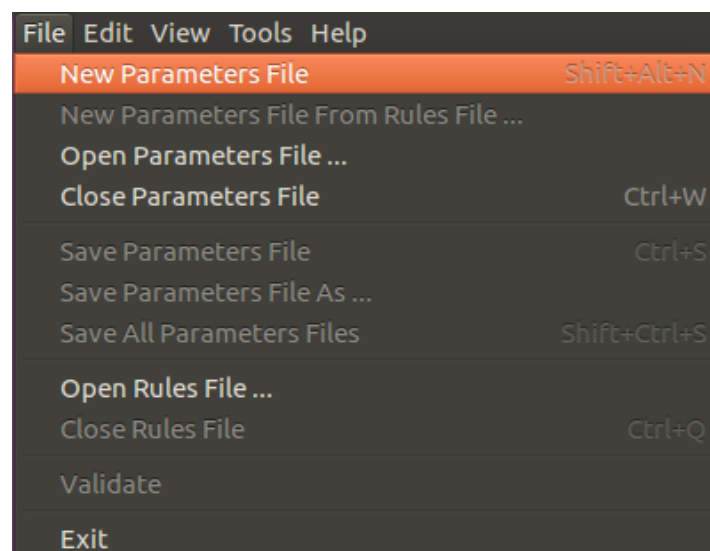 File Edit View Tools Help
New Parameters File Shift+Alt+N
New Parameters File From Rules File ...
Open Parameters File ...
Close Parameters File Ctrl+W
Save Parameters File Ctrl+S
Save Parameters File As ...
Save All Parameters Files Shift+Ctrl+S
Open Rules File ...
Close Rules File Ctrl+Q
Validate
Exit